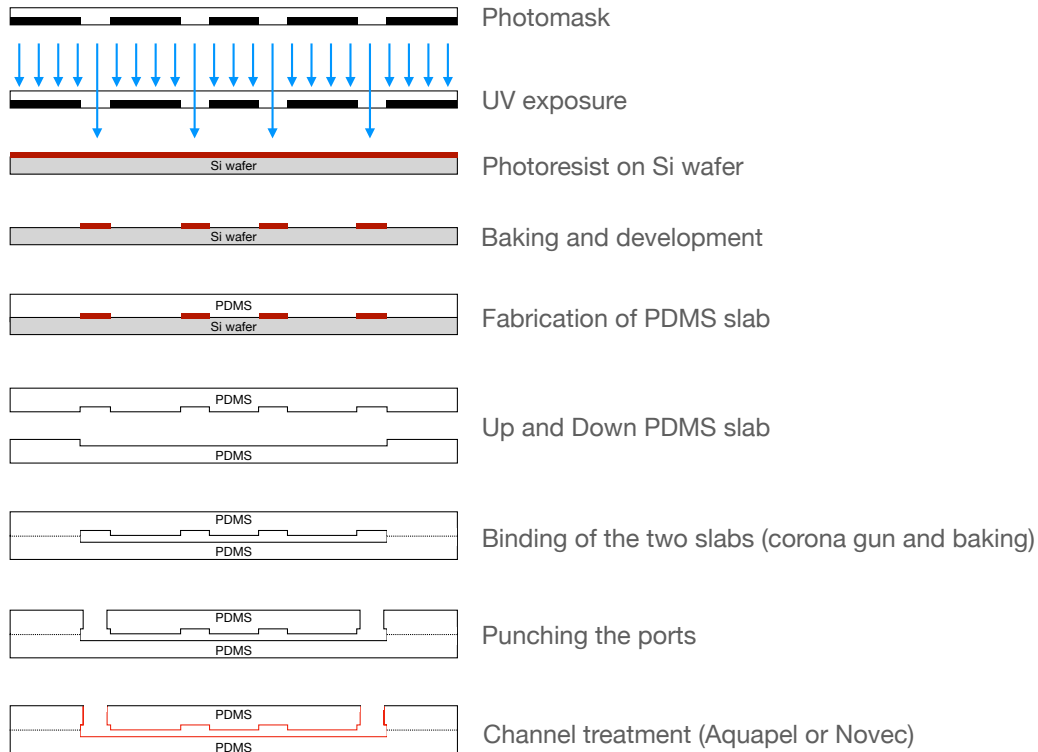 Photomask
UV exposure
Si wafer
Photoresist on Si wafer
Si wafer
Baking and development
PDMS
Si wafer
Fabrication of PDMS slab
PDMS
Up and Down PDMS slab
PDMS
PDMS
Binding of the two slabs (corona gun and baking)
PDMS
PDMS
Punching the ports
PDMS
PDMS
Channel treatment (Aquapel or Novec)
PDMS